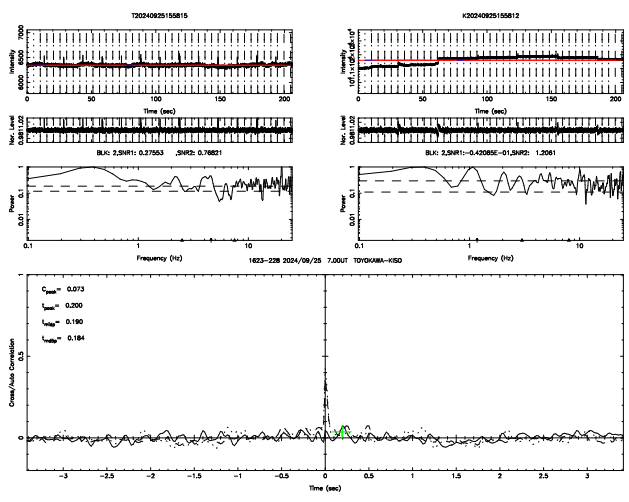 T20240925155815
K20240925155812
7000
6500
6000
Intensity
0
50
100
150
200
Time (sec)
Intensity
0
50
100
150
200
Time (sec)
Nor. Level
0.98 1 1.02
Nor. Level
0.98 1 1.02
BLK: 2,SNR1: 0.27553 ,SNR2: 0.76821
BLK: 2,SNR1:-0.42085E-01,SNR2: 1.2061
Power
1
0.1
0.01
0.1
1
10
Frequency (Hz)
Power
1
0.1
0.01
0.1
1
10
Frequency (Hz)
1623-228 2024/09/25 7.00UT TOYOKAWA-KISO
Cpeak= 0.073
tpeak= 0.200
tmidp= 0.190
0.184
Cross/Auto Correlation
1
0.5
0
-3
-2.5
-2
-1.5
-1
-0.5
0
0.5
1
1.5
2
2.5
3
Time (sec)